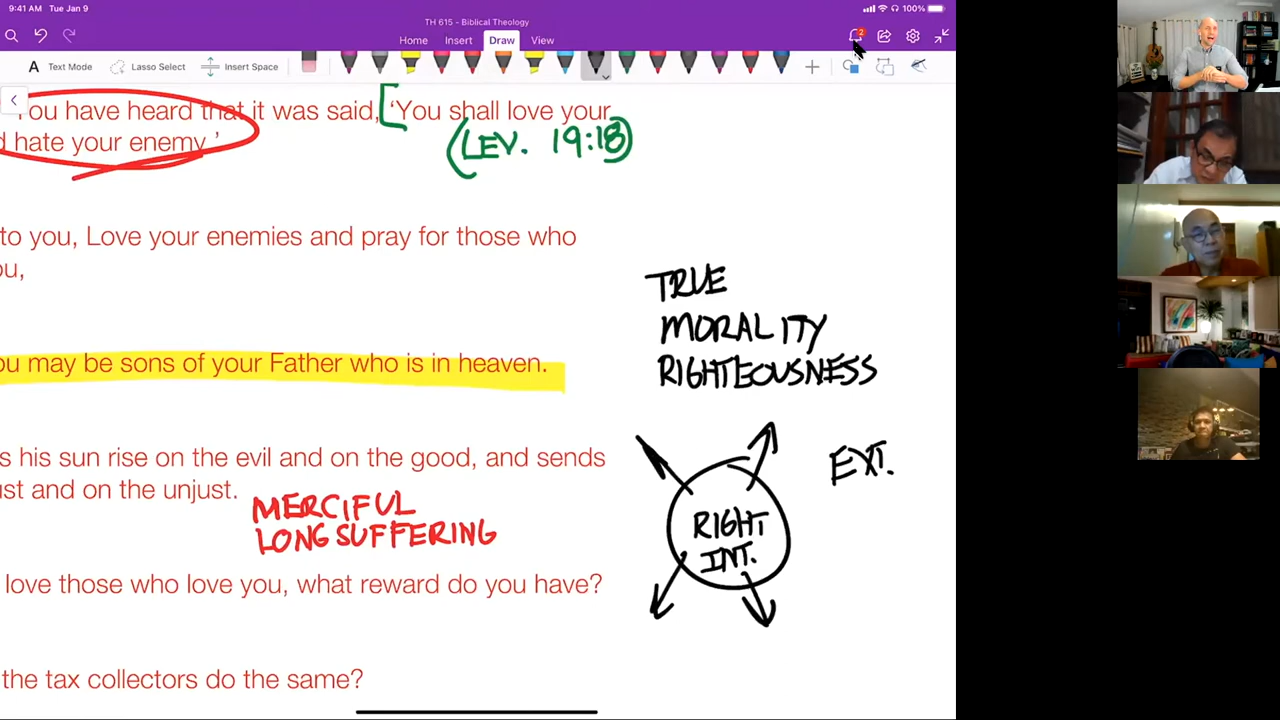 9:41 AM Tue Jan 9
100%
TH 615 - Biblical Theology
Home Insert Draw View
2
A Text Mode Lasso Select Insert Space
You have heard that it was said, ‘You shall love your
hate your enemy.’
(LEV. 19:18)
to you, Love your enemies and pray for those who
ou,
TRUE
MORALITY
RIGHTEOUSNESS
ou may be sons of your Father who is in heaven.
s his sun rise on the evil and on the good, and sends
ust and on the unjust.
MERCIFUL
LONGSUFFERING
EXT.
RIGHT
INT.
love those who love you, what reward do you have?
the tax collectors do the same?